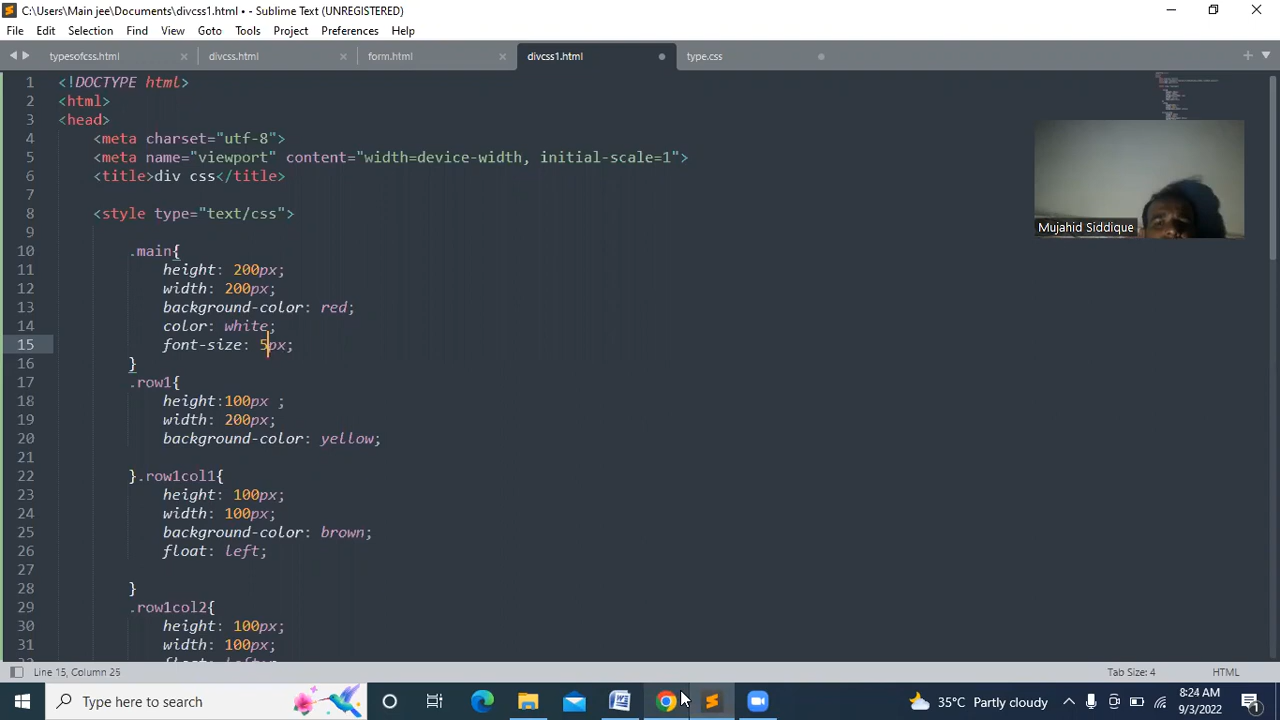 C:\Users\Main jee\Documents\divcss1.html • - Sublime Text (UNREGISTERED)
File Edit Selection Find View Goto Tools Project Preferences Help
typesofcss.html divcss.html form.html divcss1.html type.css
1 <!DOCTYPE html>
2 <html>
3 <head>
4 <meta charset="utf-8">
5 <meta name="viewport" content="width=device-width, initial-scale=1">
6 <title>div css</title>
7
8 <style type="text/css">
9
10 .main{
11 height: 200px;
12 width: 200px;
13 background-color: red;
14 color: white;
15 font-size: 5px;
16 }
17 .row1{
18 height:100px ;
19 width: 200px;
20 background-color: yellow;
21
22 }.row1col1{
23 height: 100px;
24 width: 100px;
25 background-color: brown;
26 float: left;
27
28 }
29 .row1col2{
30 height: 100px;
31 width: 100px;
Mujahid Siddique
Line 15, Column 25 Tab Size: 4 HTML
Type here to search
35°C Partly cloudy
8:24 AM
9/3/2022
1